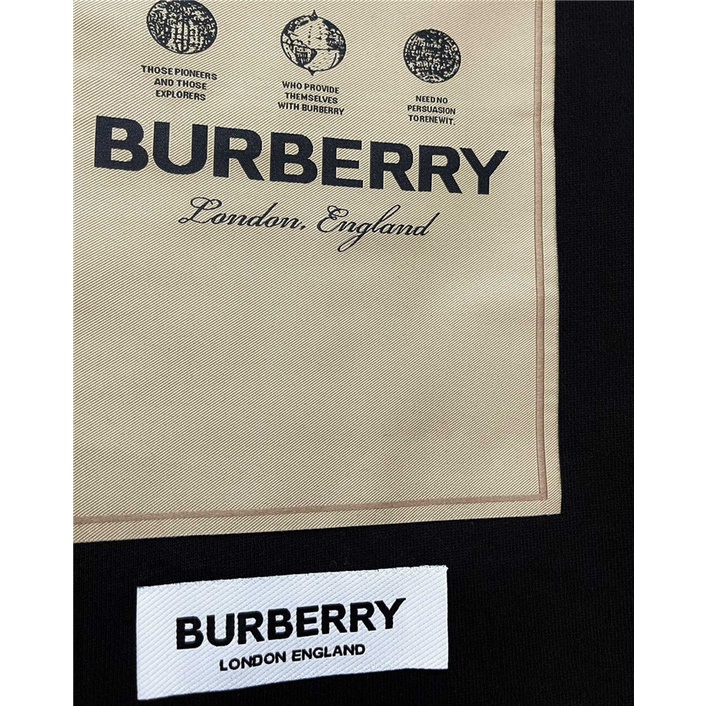 THOSE PIONEERS
AND THOSE
EXPLORERS
WHO PROVIDE
THEMSELVES
WITH BURBERRY
NEED NO
PERSUASION
TO RENEW IT.
BURBERRY
London, England
BURBERRY
LONDON ENGLAND